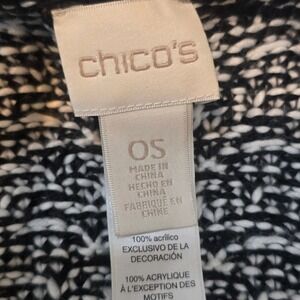 chico's
OS
MADE IN
CHINA
HECHO EN
CHINA
FABRIQUÉ EN
CHINE
100% acrílico
EXCLUSIVO DE LA
DECORACIÓN
100% ACRYLIQUE
À L'EXCEPTION DES
MOTIFS